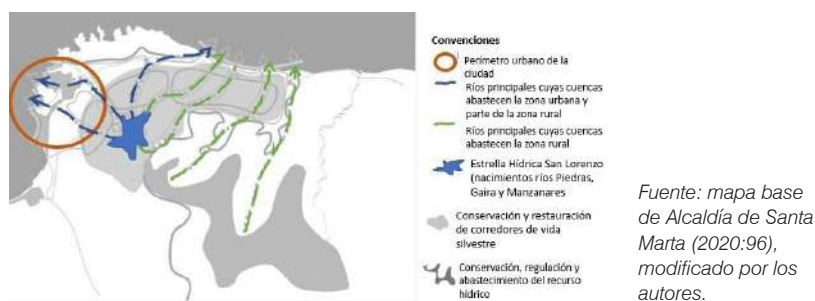 Convenciones
Perímetro urbano de la
ciudad
Ríos principales cuyas cuencas
abastecen la zona urbana y
parte de la zona rural
Ríos principales cuyas cuencas
abastecen la zona rural
Estrella Hídrica San Lorenzo
(nacimientos ríos Piedras,
Gaira y Manzanares
Conservación y restauración
de corredores de vida
silvestre
Conservación, regulación y
abastecimiento del recurso
hídrico
Fuente: mapa base
de Alcaldía de Santa
Marta (2020:96),
modificado por los
autores.